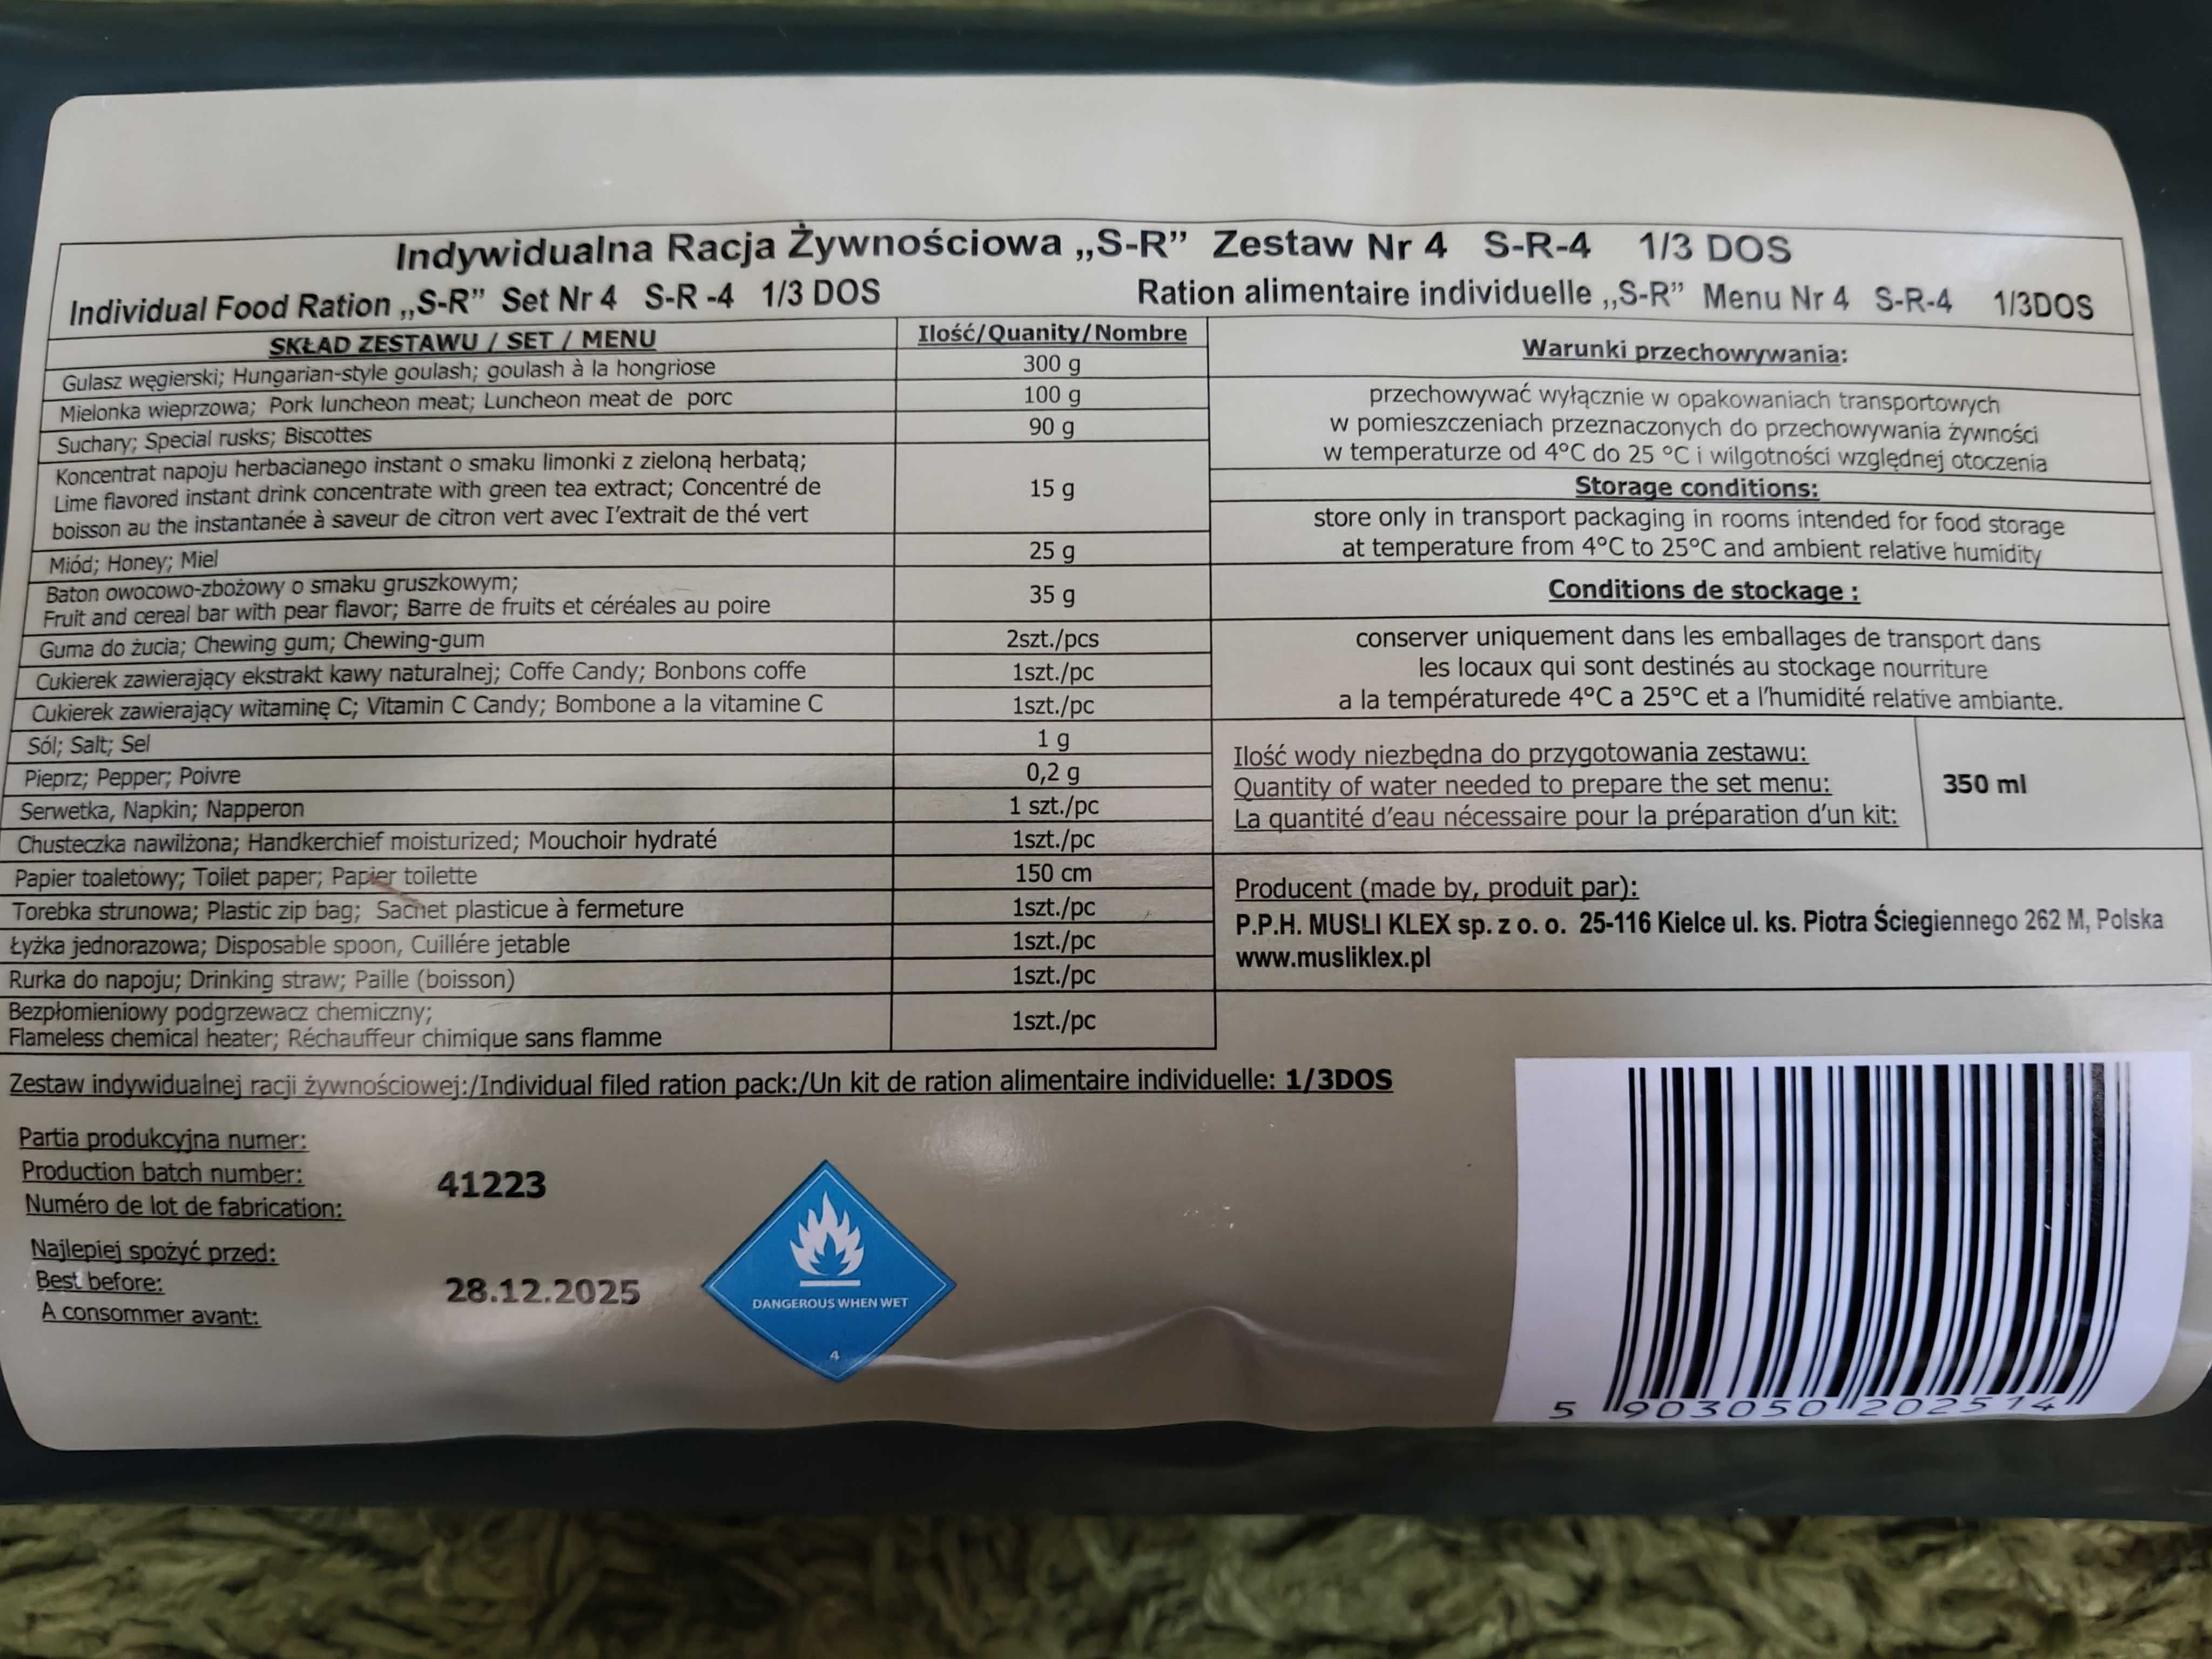 Indywidualna Racja Żywnościowa „S-R” Zestaw Nr 4 S-R-4 1/3 DOS
Individual Food Ration „S-R” Set Nr 4 S-R -4 1/3 DOS
Ration alimentaire individuelle „S-R” Menu Nr 4 S-R-4 1/3DOS
SKŁAD ZESTAWU / SET / MENU
Ilość/Quanity/Nombre
Gulasz węgierski; Hungarian-style goulash; goulash à la hongriose
300 g
Mielonka wieprzowa; Pork luncheon meat; Luncheon meat de porc
100 g
Suchary; Special rusks; Biscottes
90 g
Koncentrat napoju herbacianego instant o smaku limonki z zieloną herbatą;
Lime flavored instant drink concentrate with green tea extract; Concentré de
boisson au the instantanée à saveur de citron vert avec I’extrait de thé vert
15 g
Miód; Honey; Miel
25 g
Baton owocowo-zbożowy o smaku gruszkowym;
Fruit and cereal bar with pear flavor; Barre de fruits et céréales au poire
35 g
Guma do żucia; Chewing gum; Chewing-gum
2szt./pcs
Cukierek zawierający ekstrakt kawy naturalnej; Coffe Candy; Bonbons coffe
1szt./pc
Cukierek zawierający witaminę C; Vitamin C Candy; Bombone a la vitamine C
1szt./pc
Sól; Salt; Sel
1 g
Pieprz; Pepper; Poivre
0,2 g
Serwetka, Napkin; Napperon
1 szt./pc
Chusteczka nawilżona; Handkerchief moisturized; Mouchoir hydraté
1szt./pc
Papier toaletowy; Toilet paper; Papier toilette
150 cm
Torebka strunowa; Plastic zip bag; Sachet plasticue à fermeture
1szt./pc
Łyżka jednorazowa; Disposable spoon, Cuillére jetable
1szt./pc
Rurka do napoju; Drinking straw; Paille (boisson)
1szt./pc
Bezpłomieniowy podgrzewacz chemiczny;
Flameless chemical heater; Réchauffeur chimique sans flamme
1szt./pc
Warunki przechowywania:
przechowywać wyłącznie w opakowaniach transportowych
w pomieszczeniach przeznaczonych do przechowywania żywności
w temperaturze od 4°C do 25 °C i wilgotności względnej otoczenia
Storage conditions:
store only in transport packaging in rooms intended for food storage
at temperature from 4°C to 25°C and ambient relative humidity
Conditions de stockage :
conserver uniquement dans les emballages de transport dans
les locaux qui sont destinés au stockage nourriture
a la températurede 4°C a 25°C et a l’humidité relative ambiante.
Ilość wody niezbędna do przygotowania zestawu:
Quantity of water needed to prepare the set menu:
La quantité d’eau nécessaire pour la préparation d’un kit:
350 ml
Producent (made by, produit par):
P.P.H. MUSLI KLEX sp. z o. o. 25-116 Kielce ul. ks. Piotra Ściegiennego 262 M, Polska
www.musliklex.pl
Zestaw indywidualnej racji żywnościowej:/Individual filed ration pack:/Un kit de ration alimentaire individuelle: 1/3DOS
Partia produkcyjna numer:
Production batch number:
Numéro de lot de fabrication:
41223
Najlepiej spożyć przed:
Best before:
A consommer avant:
28.12.2025
DANGEROUS WHEN WET
4
5 903050 202514